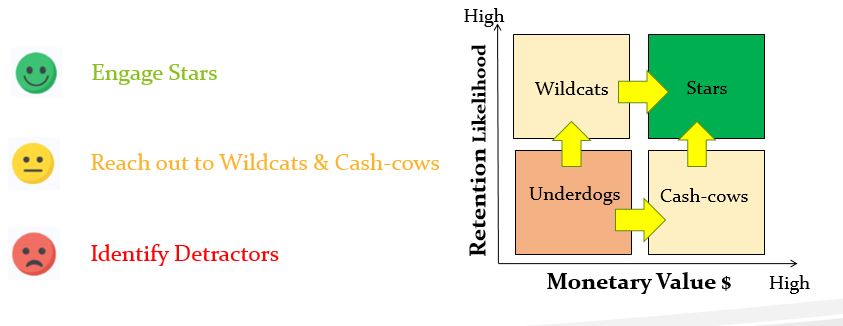 Engage Stars
Reach out to Wildcats & Cash-cows
Identify Detractors
High
Retention Likelihood
Wildcats
Stars
Underdogs
Cash-cows
Monetary Value $
High